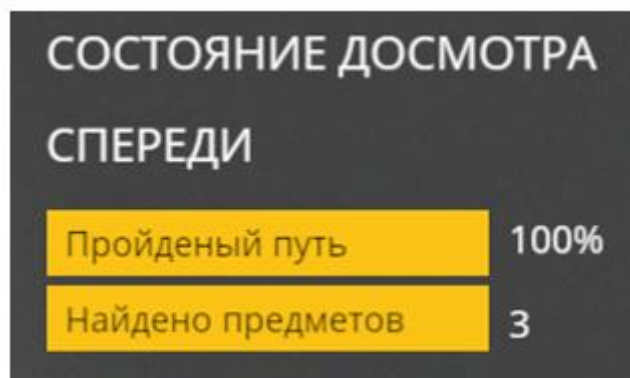 СОСТОЯНИЕ ДОСМОТРА
СПЕРЕДИ
Пройденый путь 100%
Найдено предметов 3